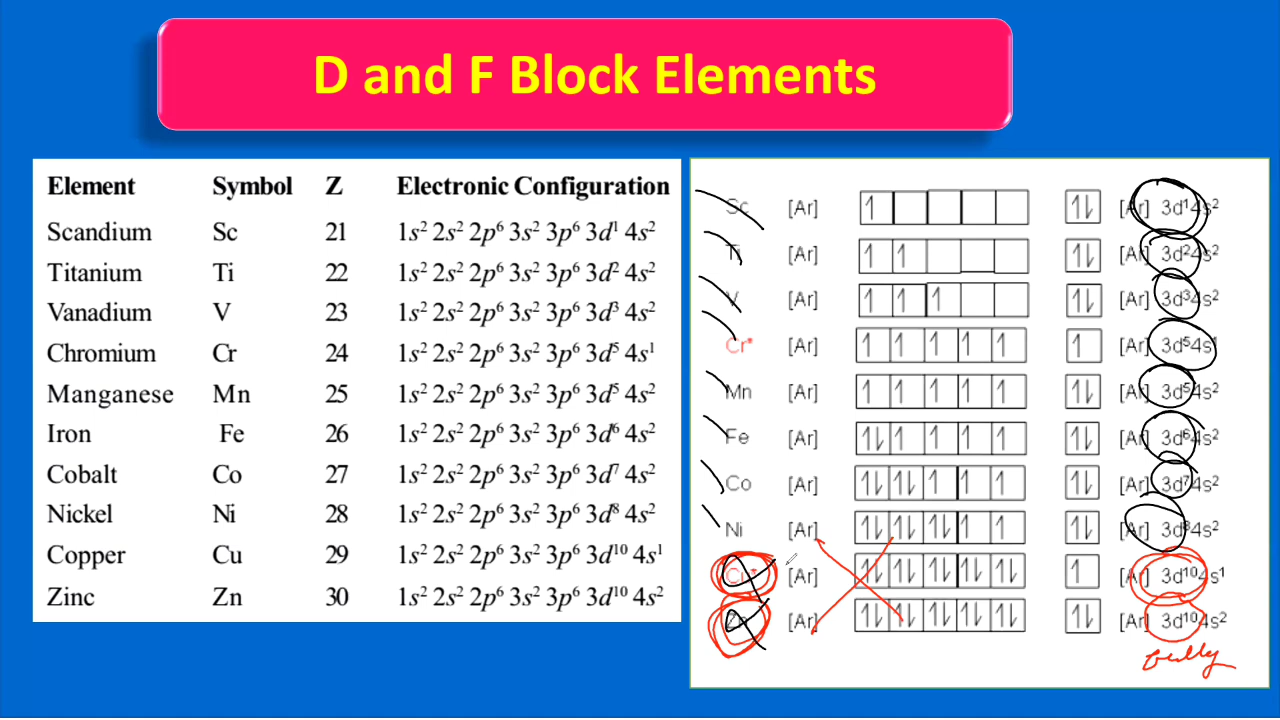 D and F Block Elements
Element Symbol Z Electronic Configuration
Scandium Sc 21 1s² 2s² 2p⁶ 3s² 3p⁶ 3d¹ 4s²
Titanium Ti 22 1s² 2s² 2p⁶ 3s² 3p⁶ 3d² 4s²
Vanadium V 23 1s² 2s² 2p⁶ 3s² 3p⁶ 3d³ 4s²
Chromium Cr 24 1s² 2s² 2p⁶ 3s² 3p⁶ 3d⁵ 4s¹
Manganese Mn 25 1s² 2s² 2p⁶ 3s² 3p⁶ 3d⁵ 4s²
Iron Fe 26 1s² 2s² 2p⁶ 3s² 3p⁶ 3d⁶ 4s²
Cobalt Co 27 1s² 2s² 2p⁶ 3s² 3p⁶ 3d⁷ 4s²
Nickel Ni 28 1s² 2s² 2p⁶ 3s² 3p⁶ 3d⁸ 4s²
Copper Cu 29 1s² 2s² 2p⁶ 3s² 3p⁶ 3d¹⁰ 4s¹
Zinc Zn 30 1s² 2s² 2p⁶ 3s² 3p⁶ 3d¹⁰ 4s²
Sc [Ar] ↿ ↿⇂ [Ar] 3d¹4s²
Ti [Ar] ↿ ↿ ↿⇂ [Ar] 3d²4s²
V [Ar] ↿ ↿ ↿ ↿⇂ [Ar] 3d³4s²
Cr* [Ar] ↿ ↿ ↿ ↿ ↿ ↿ [Ar] 3d⁵4s¹
Mn [Ar] ↿ ↿ ↿ ↿ ↿ ↿⇂ [Ar] 3d⁵4s²
Fe [Ar] ↿⇂ ↿ ↿ ↿ ↿ ↿⇂ [Ar] 3d⁶4s²
Co [Ar] ↿⇂ ↿⇂ ↿ ↿ ↿ ↿⇂ [Ar] 3d⁷4s²
Ni [Ar] ↿⇂ ↿⇂ ↿⇂ ↿ ↿ ↿⇂ [Ar] 3d⁸4s²
Cu* [Ar] ↿⇂ ↿⇂ ↿⇂ ↿⇂ ↿⇂ ↿ [Ar] 3d¹⁰4s¹
Zn [Ar] ↿⇂ ↿⇂ ↿⇂ ↿⇂ ↿⇂ ↿⇂ [Ar] 3d¹⁰4s²
fully